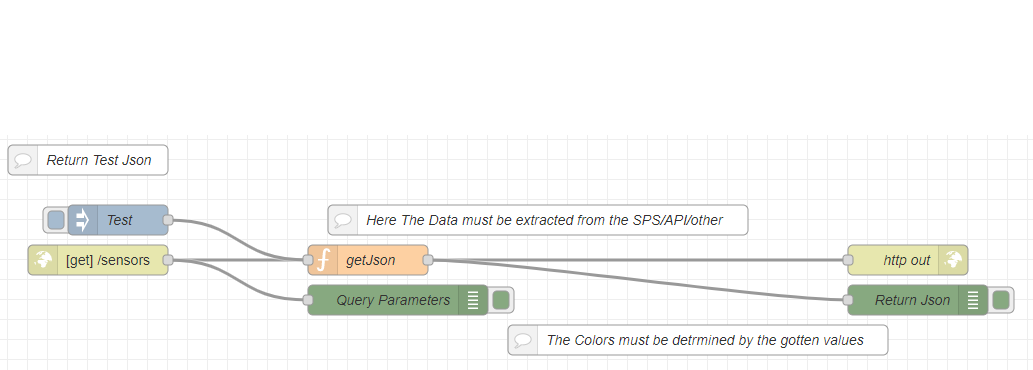 Return Test Json
Test
Here The Data must be extracted from the SPS/API/other
[get] /sensors
getJson
http out
Query Parameters
Return Json
The Colors must be detrmined by the gotten values